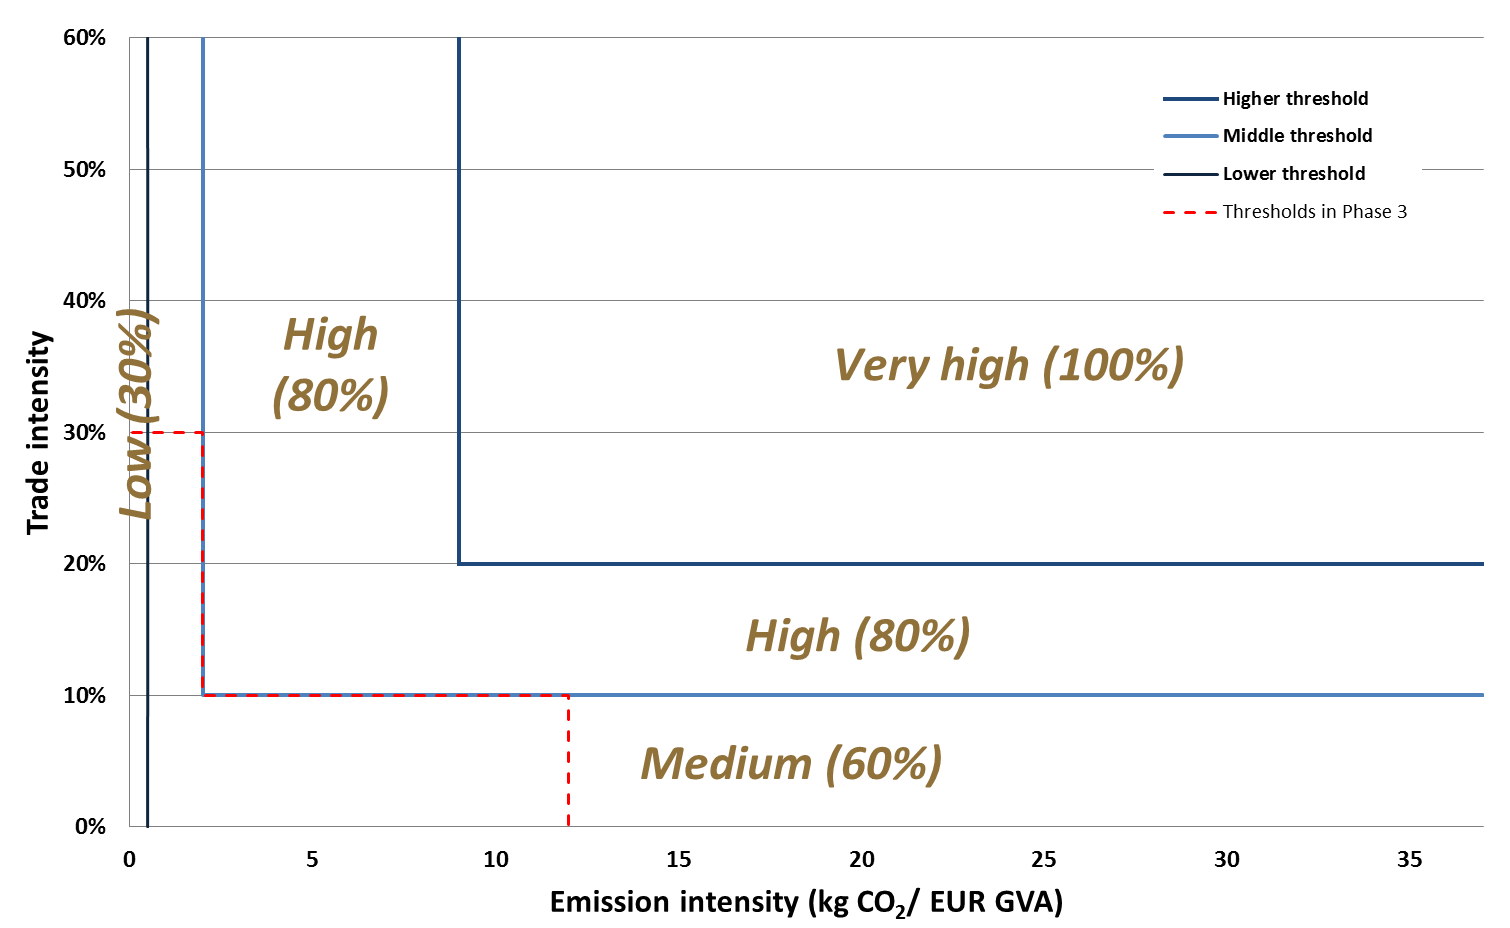 60%
50%
40%
30%
20%
10%
0%
Trade intensity
Higher threshold
Middle threshold
Lower threshold
Thresholds in Phase 3
Low (30%)
High
(80%)
Very high (100%)
High (80%)
Medium (60%)
0 5 10 15 20 25 30 35
Emission intensity (kg CO₂/ EUR GVA)